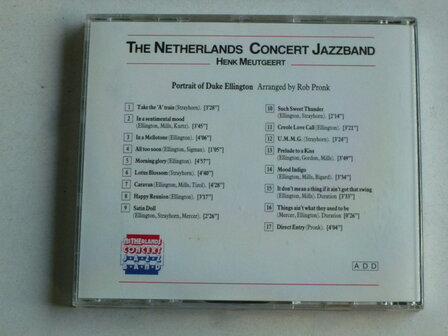 THE NETHERLANDS CONCERT JAZZBAND
HENK MEUTGEERT
Portrait of Duke Ellington Arranged by Rob Pronk
1 Take the 'A' train (Strayhorn). [3'28"]
2 In a sentimental mood
(Ellington, Mills, Kurtz). [3'45"]
3 In a Mellotone (Ellington). [4'06"]
4 All too soon (Ellington, Sigman). [1'05"]
5 Morning glory (Ellington). [4'57"]
6 Lotus Blossom (Strayhorn). [4'40"]
7 Caravan (Ellington, Mills, Tizol). [4'28"]
8 Happy Reunion (Ellington). [3'17"]
9 Satin Doll
(Ellington, Strayhorn, Mercer). [2'26"]
10 Such Sweet Thunder
(Ellington, Strayhorn). [2'14"]
11 Creole Love Call (Ellington). [3'21"]
12 U.M.M.G. (Strayhorn). [3'24"]
13 Prelude to a Kiss
(Ellington, Gordon, Mills). [3'49"]
14 Mood Indigo
(Ellington, Mills, Bigard). [3'34"]
15 It don't mean a thing if it ain't got that swing
(Ellington, Mills). Duration [3'33"]
16 Things ain't what they used to be
(Mercer, Ellington). Duration [9'26"]
17 Direct Entry (Pronk). [4'04"]
THE
NETHERLANDS
CONCERT
JAZZ
BAND
ADD